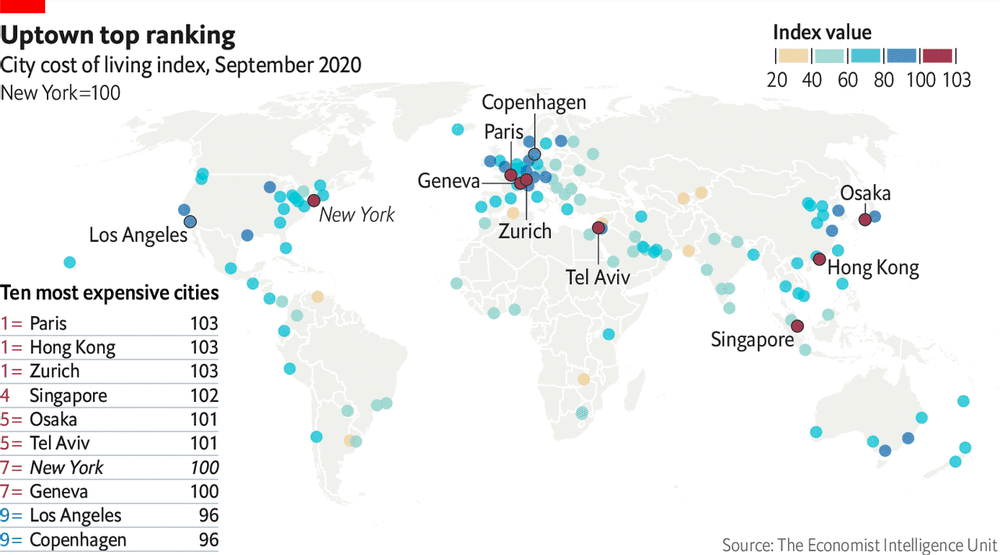 Uptown top ranking
City cost of living index, September 2020
New York=100
Index value
20 40 60 80 100 103
Copenhagen
Paris
Geneva
Zurich
New York
Los Angeles
Tel Aviv
Osaka
Hong Kong
Singapore
Ten most expensive cities
1= Paris 103
1= Hong Kong 103
1= Zurich 103
4 Singapore 102
5= Osaka 101
5= Tel Aviv 101
7= New York 100
7= Geneva 100
9= Los Angeles 96
9= Copenhagen 96
Source: The Economist Intelligence Unit